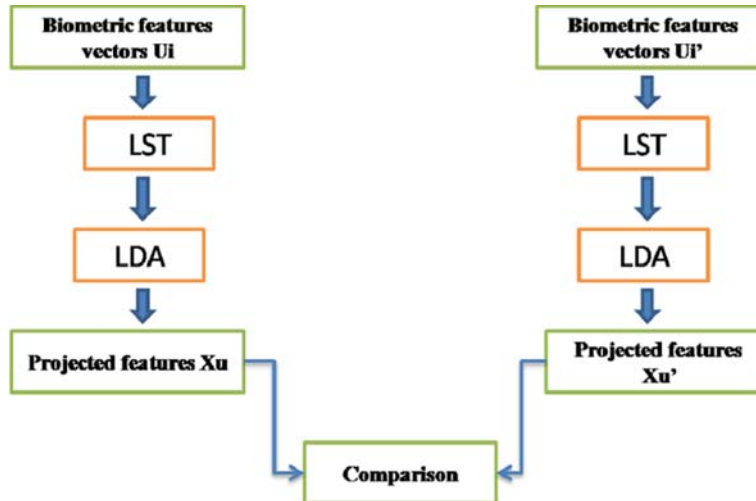 Biometric features
vectors Ui
LST
LDA
Projected features Xu
Biometric features
vectors Ui’
LST
LDA
Projected features
Xu’
Comparison